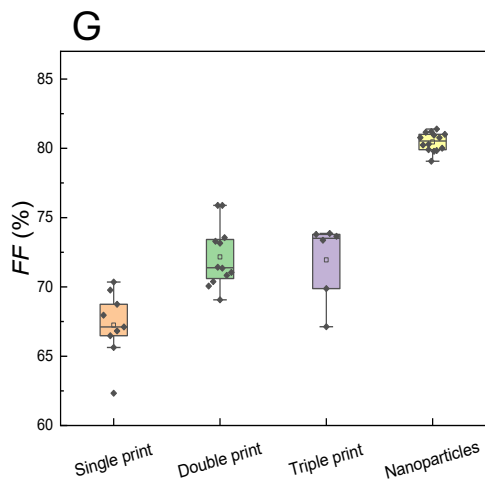 G
FF (%)
85
80
75
70
65
60
Single print
Double print
Triple print
Nanoparticles